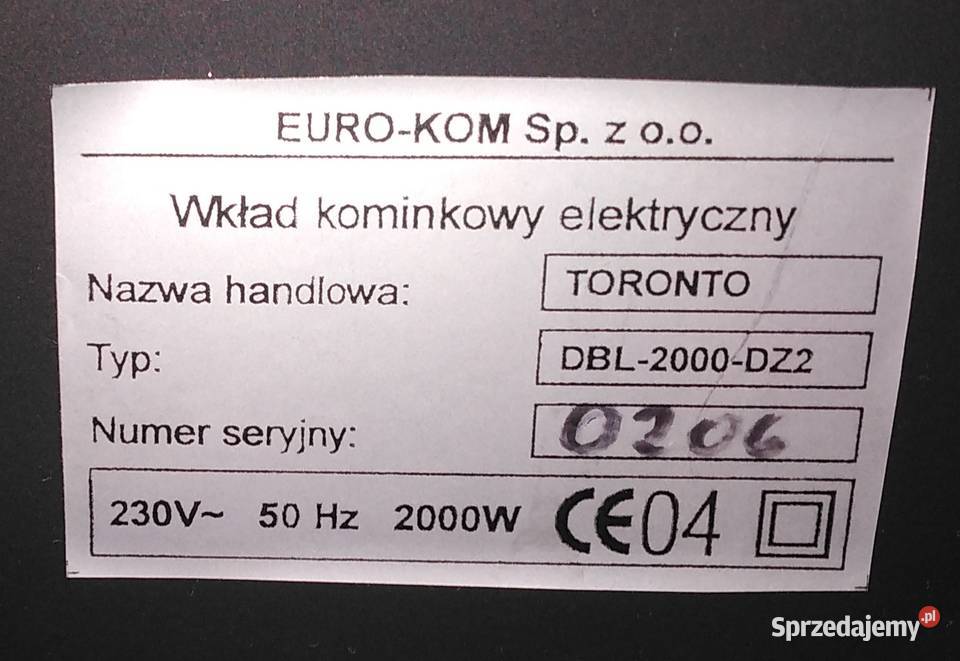 EURO-KOM Sp. z o.o.
Wkład kominkowy elektryczny
Nazwa handlowa: TORONTO
Typ: DBL-2000-DZ2
Numer seryjny: 0206
230V~ 50 Hz 2000W CE04
Sprzedajemy.pl